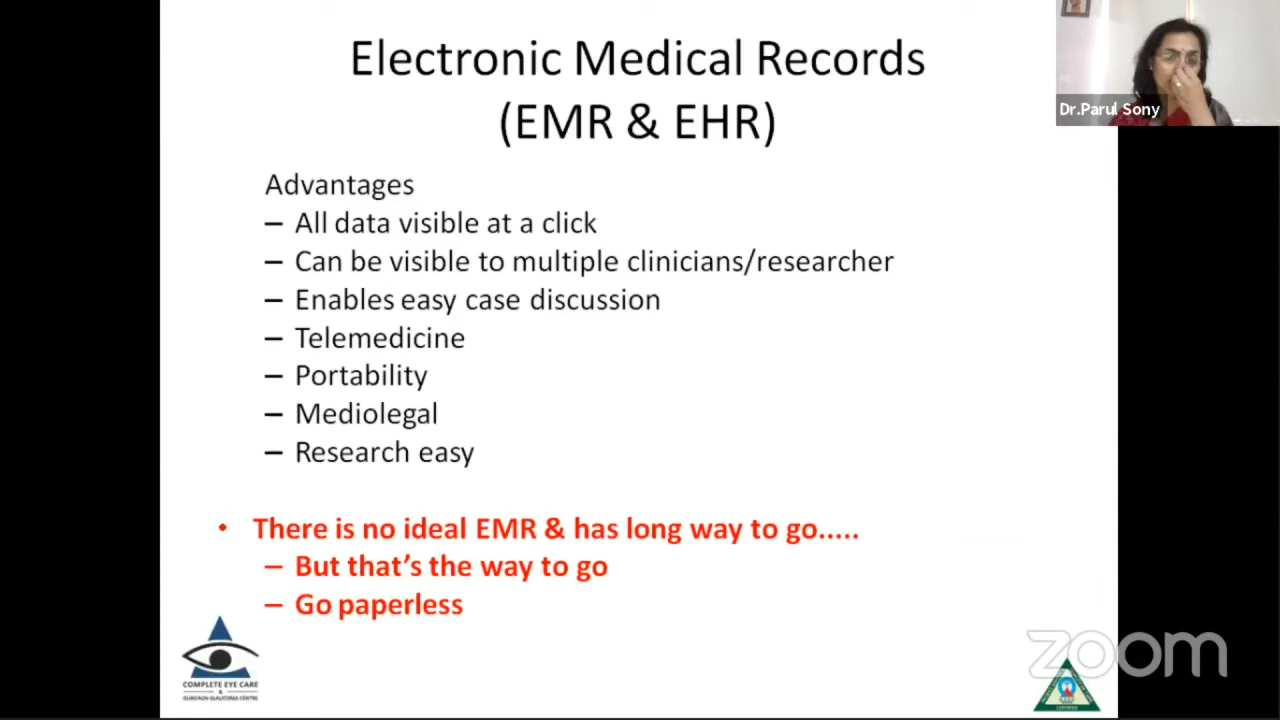 Electronic Medical Records
(EMR & EHR)
Dr.Parul Sony
Advantages
– All data visible at a click
– Can be visible to multiple clinicians/researcher
– Enables easy case discussion
– Telemedicine
– Portability
– Mediolegal
– Research easy
• There is no ideal EMR & has long way to go.....
– But that's the way to go
– Go paperless
COMPLETE EYE CARE
&
GURGAON GLAUCOMA CENTRE
zoom